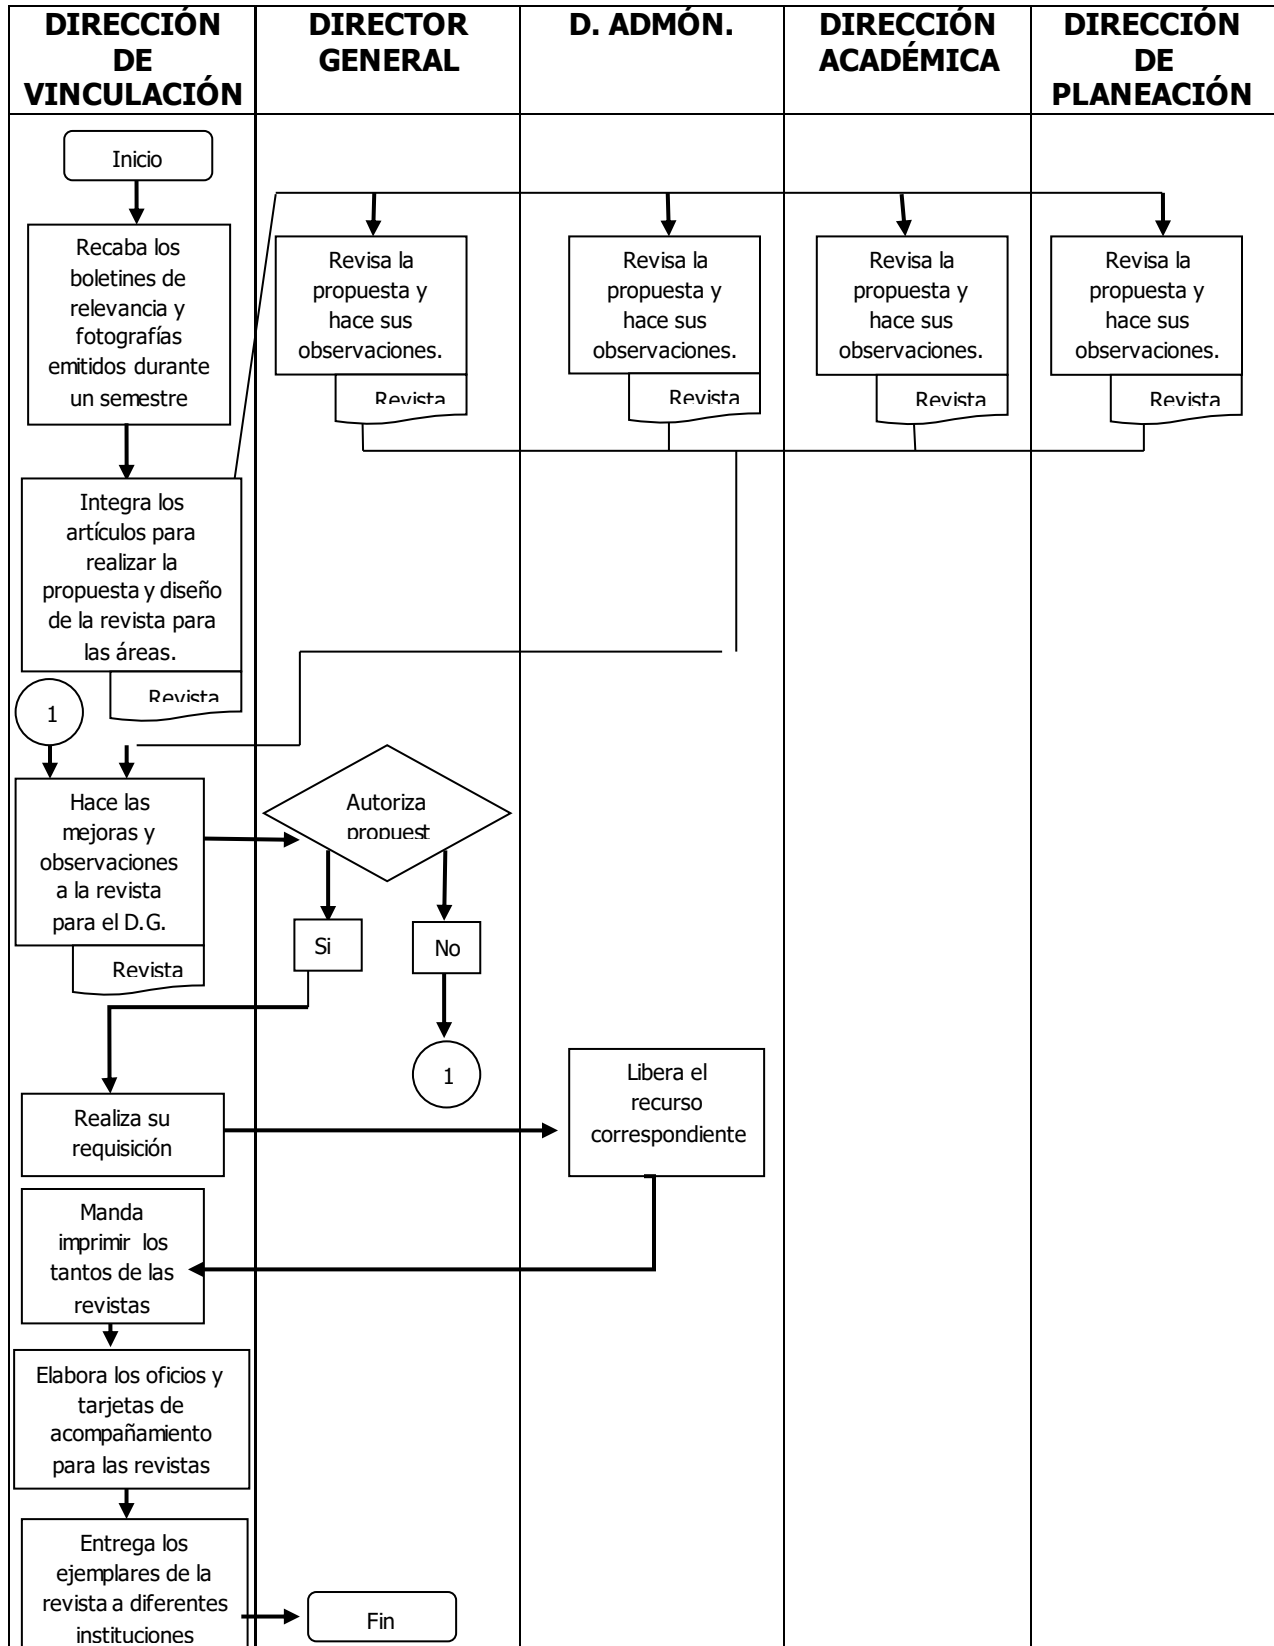 DIRECCIÓN
DE
VINCULACIÓN
DIRECTOR
GENERAL
D. ADMÓN.
DIRECCIÓN
ACADÉMICA
DIRECCIÓN
DE
PLANEACIÓN
Inicio
Recaba los
boletines de
relevancia y
fotografías
emitidos durante
un semestre
Revisa la
propuesta y
hace sus
observaciones.
Revista
Revisa la
propuesta y
hace sus
observaciones.
Revista
Revisa la
propuesta y
hace sus
observaciones.
Revista
Revisa la
propuesta y
hace sus
observaciones.
Revista
Integra los
artículos para
realizar la
propuesta y diseño
de la revista para
las áreas.
Revista
1
Hace las
mejoras y
observaciones
a la revista
para el D.G.
Revista
Autoriza
propuest
Si
No
1
Realiza su
requisición
Libera el
recurso
correspondiente
Manda
imprimir los
tantos de las
revistas
Elabora los oficios y
tarjetas de
acompañamiento
para las revistas
Entrega los
ejemplares de la
revista a diferentes
instituciones
Fin